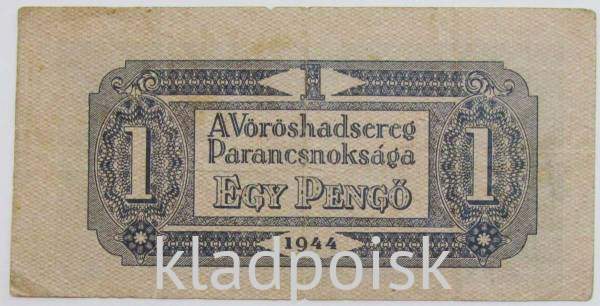 1
A Vöröshadsereg
Parancsnoksága
1 EGY PENGŐ 1
1944
kladpoisk